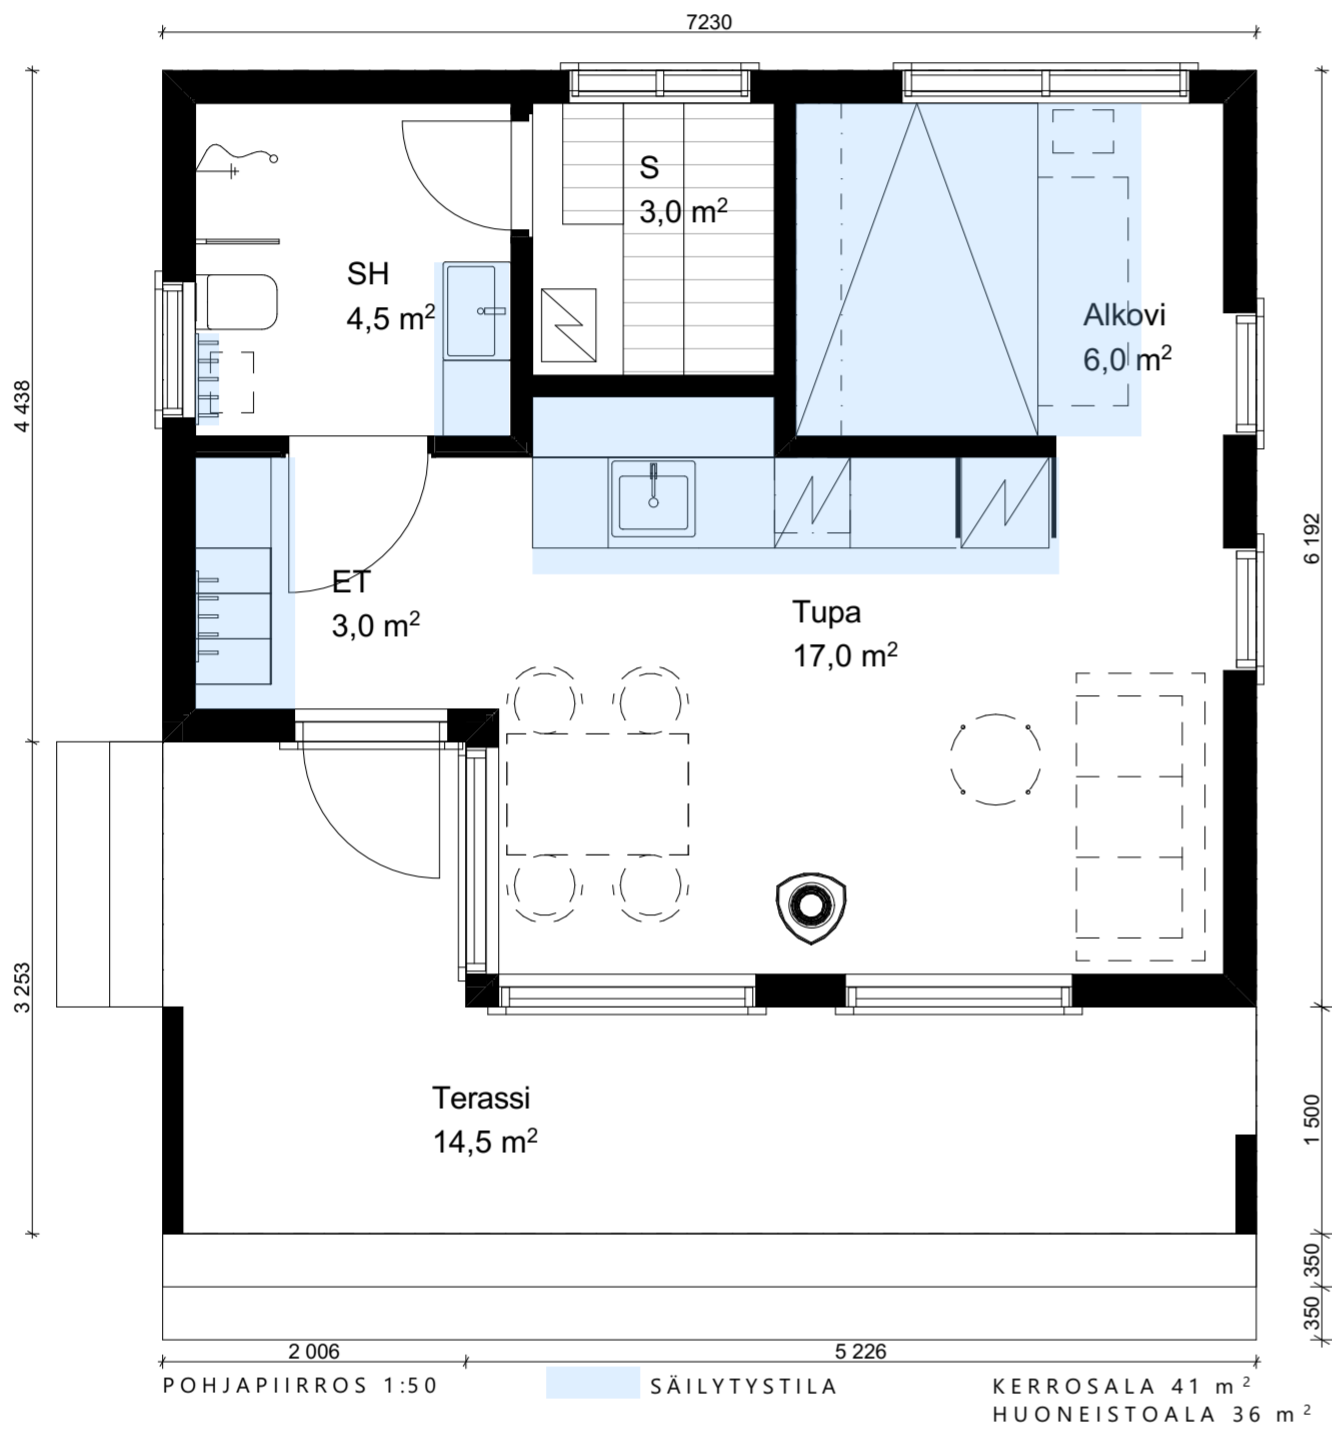 7230
S
3,0 m²
SH
4,5 m²
Alkovi
6,0 m²
4 438
6 192
ET
3,0 m²
Tupa
17,0 m²
3 253
Terassi
14,5 m²
1 500
350
350
2 006
5 226
POHJAPIIRROS 1:50
SÄILYTYSTILA
KERROSALA 41 m²
HUONEISTOALA 36 m²